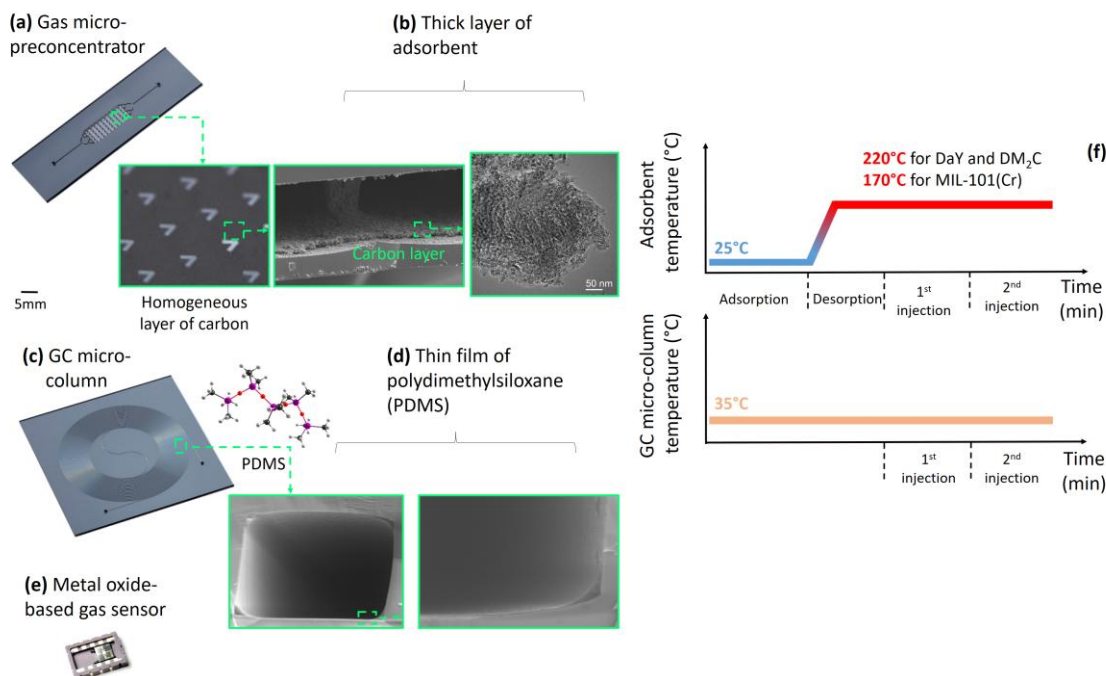 (a) Gas micro-
preconcentrator
(b) Thick layer of
adsorbent
Carbon layer
50 nm
5mm
Homogeneous
layer of carbon
(c) GC micro-
column
PDMS
(d) Thin film of
polydimethylsiloxane
(PDMS)
(e) Metal oxide-
based gas sensor
(f)
Adsorbent
temperature (°C)
220°C for DaY and DM₂C
170°C for MIL-101(Cr)
25°C
Adsorption
Desorption
1st
injection
2nd
injection
Time
(min)
GC micro-column
temperature (°C)
35°C
1st
injection
2nd
injection
Time
(min)